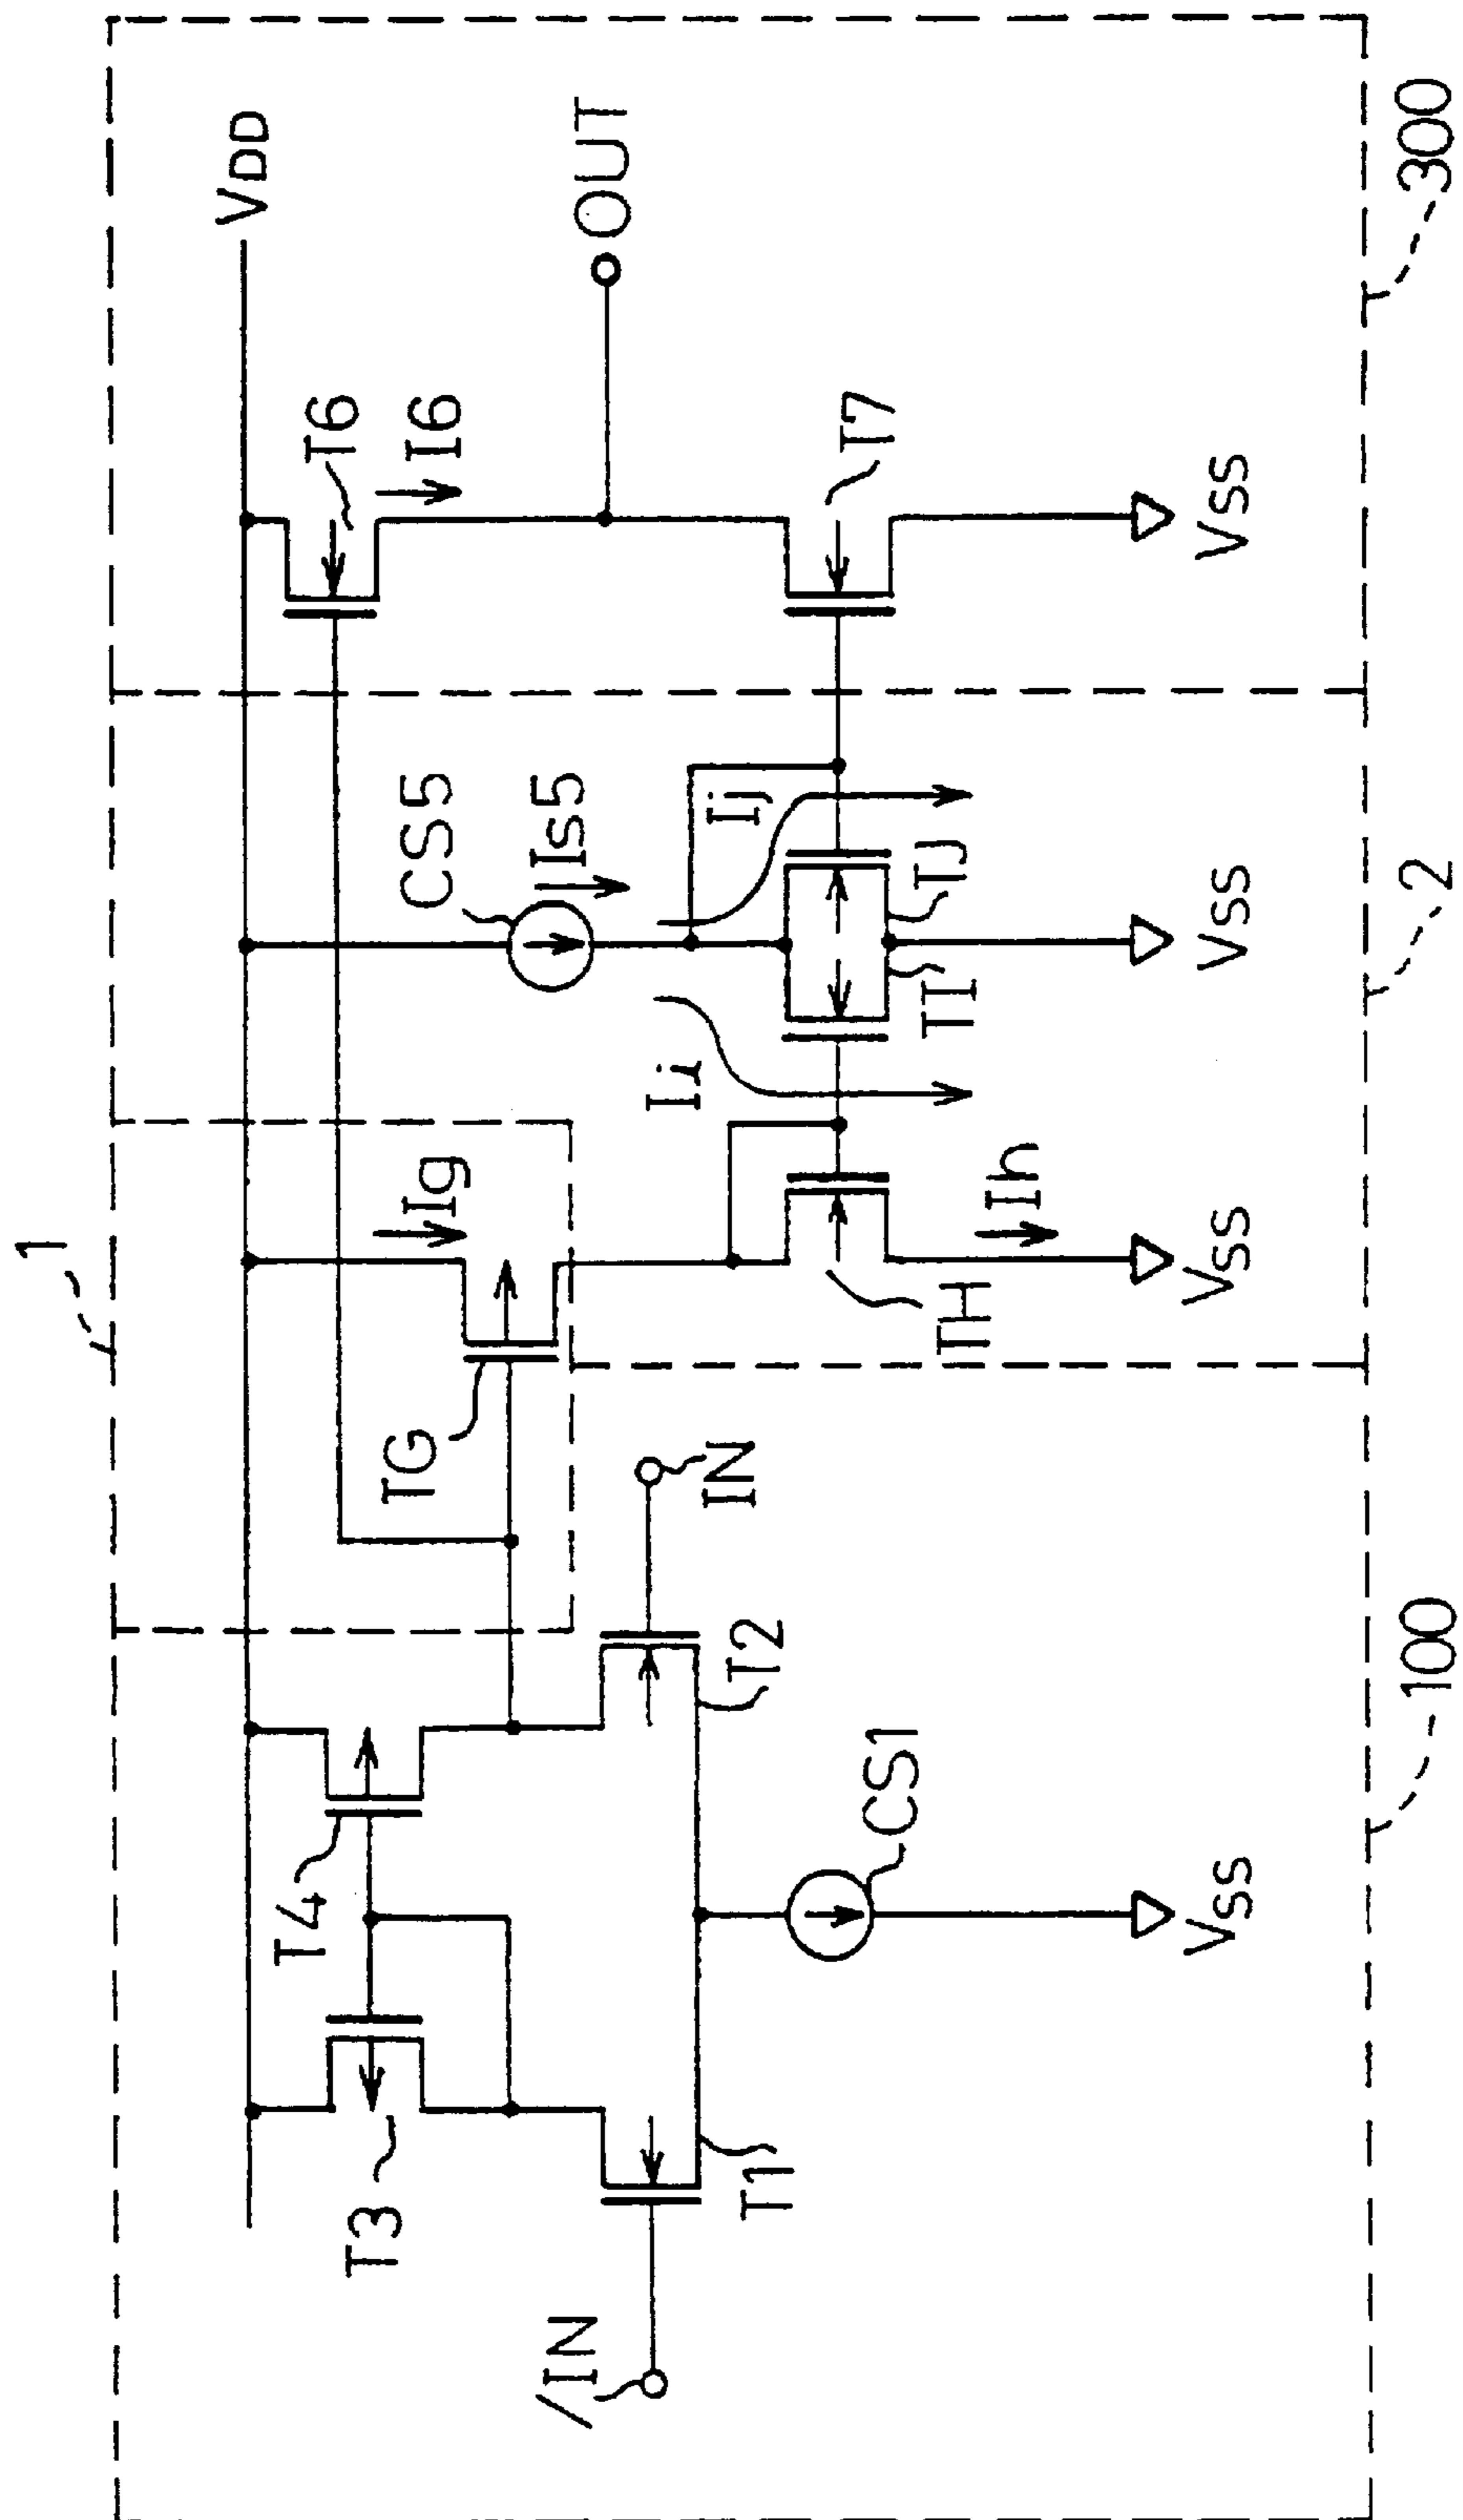 1
VDD
T3
T4
TG
Ig
CS5
Is5
T6
I6
OUT
/IN
T1
T2
IN
CS1
TH
Ih
Ii
TI
Ij
TJ
T7
VSS
VSS
VSS
VSS
100
2
300